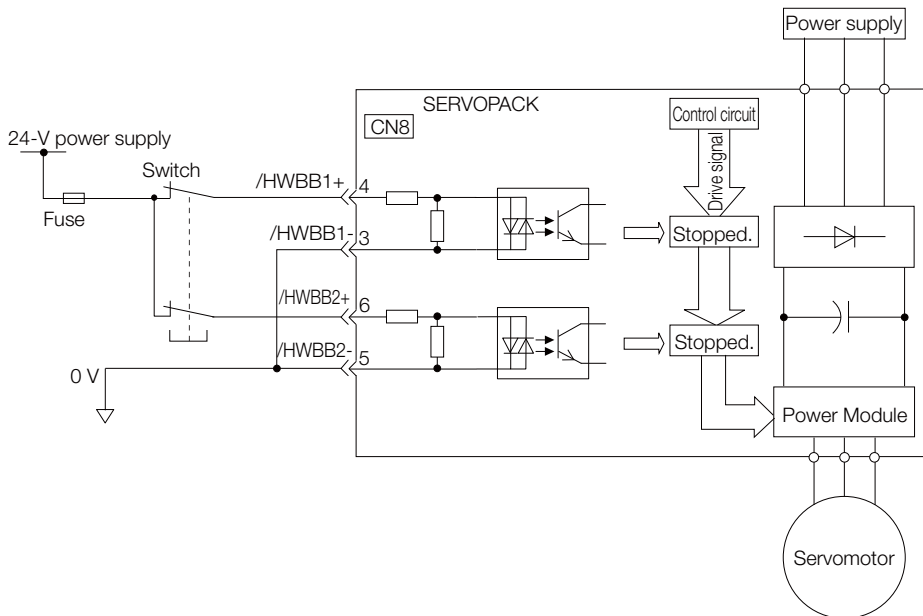 Power supply
SERVOPACK
CN8
Control circuit
24-V power supply
Drive signal
Switch
/HWBB1+
4
Fuse
/HWBB1-
3
Stopped.
/HWBB2+
6
/HWBB2-
5
Stopped.
0 V
Power Module
Servomotor